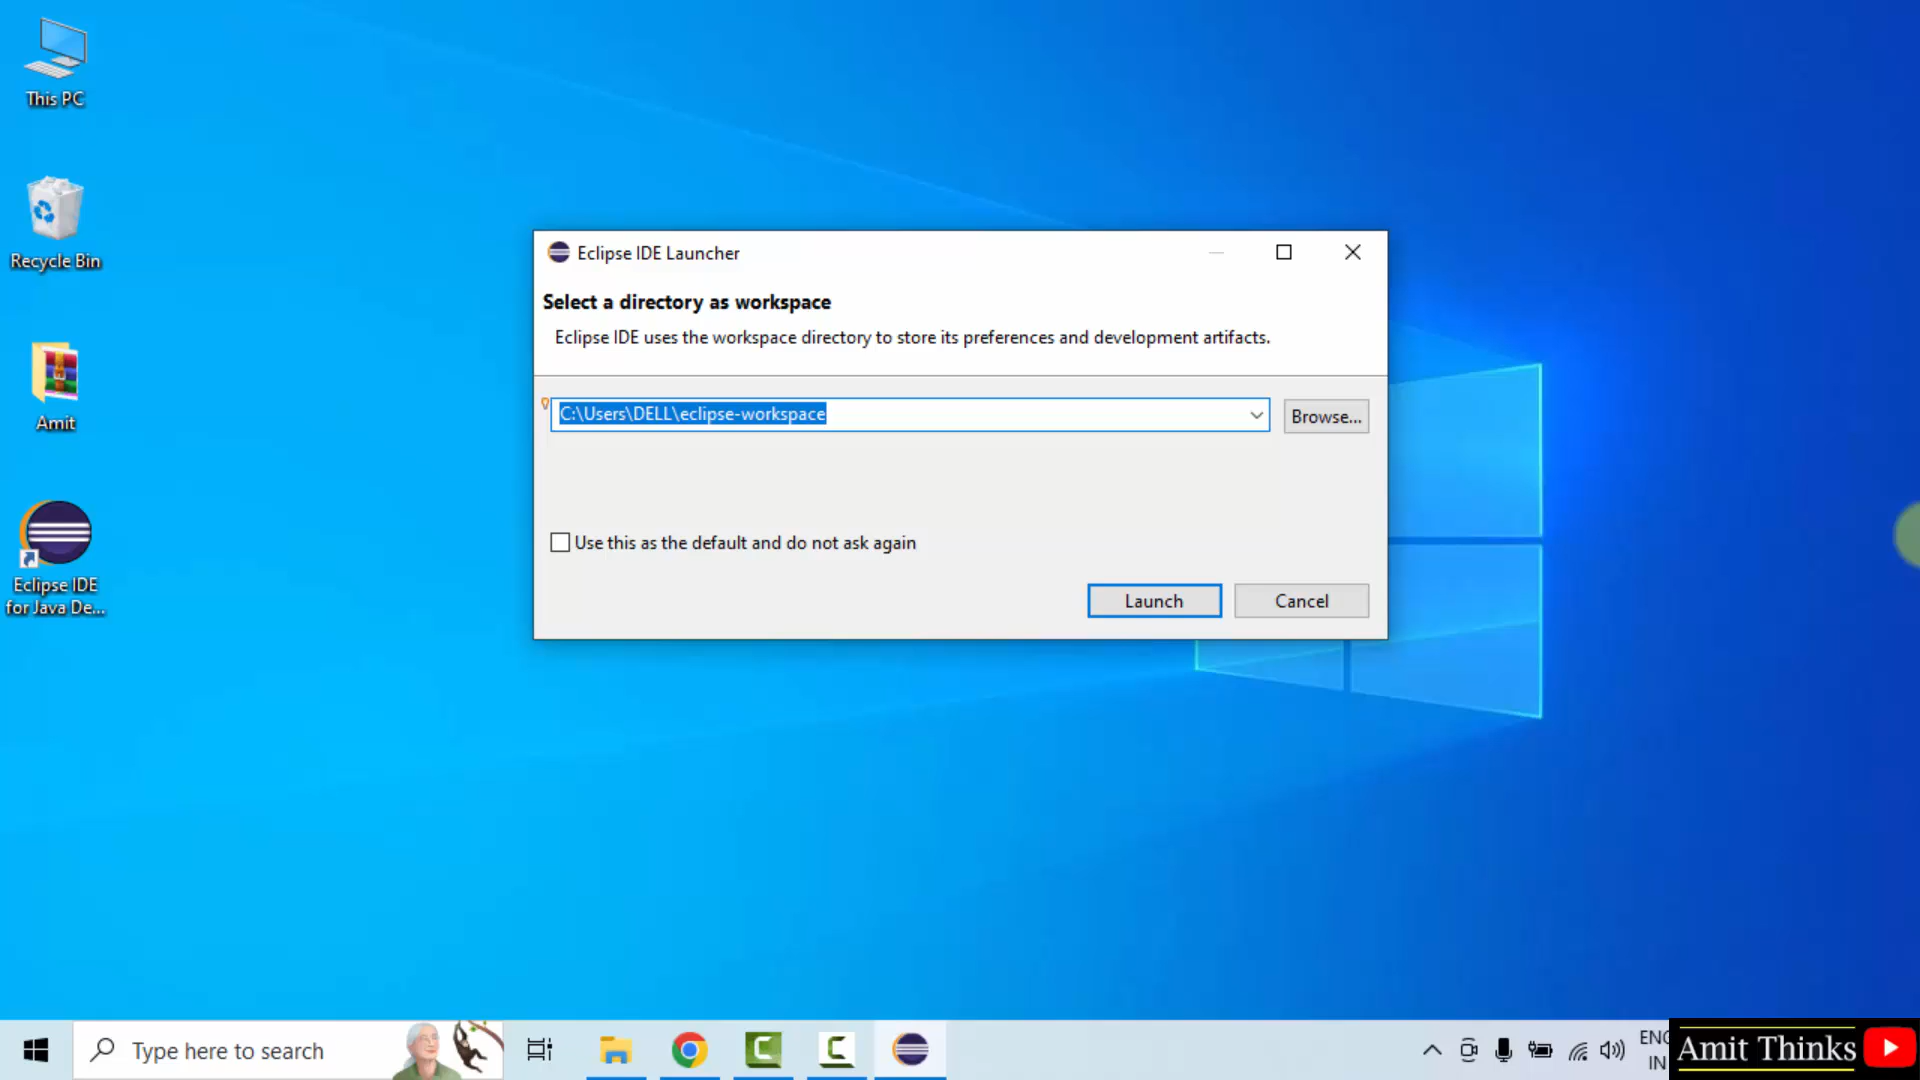 This PC
Recycle Bin
Amit
Eclipse IDE
for Java De...
Eclipse IDE Launcher
Select a directory as workspace
Eclipse IDE uses the workspace directory to store its preferences and development artifacts.
C:\Users\DELL\eclipse-workspace
Browse...
Use this as the default and do not ask again
Launch
Cancel
Type here to search
ENG
IN
Amit Thinks